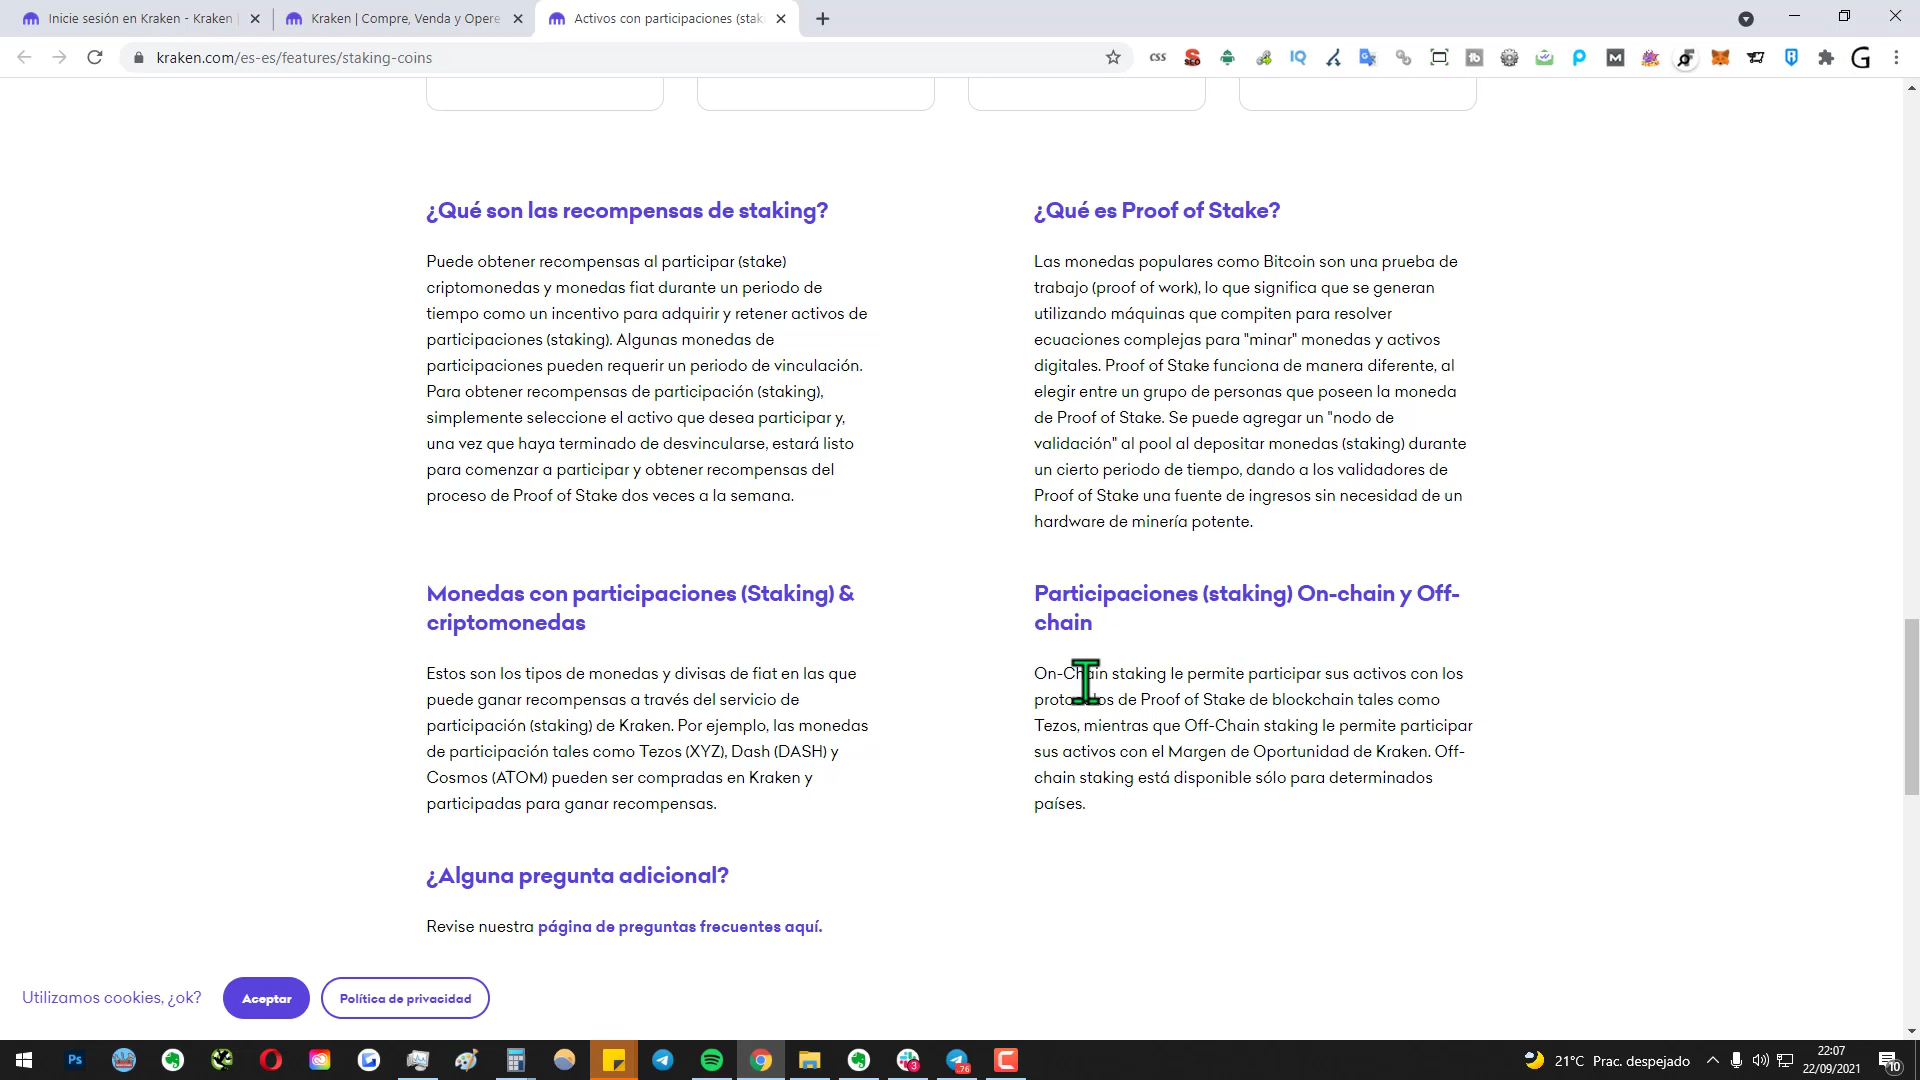 Inicie sesión en Kraken - Kraken
Kraken | Compre, Venda y Opere
Activos con participaciones (stak
kraken.com/es-es/features/staking-coins
¿Qué son las recompensas de staking?
Puede obtener recompensas al participar (stake)
criptomonedas y monedas fiat durante un periodo de
tiempo como un incentivo para adquirir y retener activos de
participaciones (staking). Algunas monedas de
participaciones pueden requerir un periodo de vinculación.
Para obtener recompensas de participación (staking),
simplemente seleccione el activo que desea participar y,
una vez que haya terminado de desvincularse, estará listo
para comenzar a participar y obtener recompensas del
proceso de Proof of Stake dos veces a la semana.
¿Qué es Proof of Stake?
Las monedas populares como Bitcoin son una prueba de
trabajo (proof of work), lo que significa que se generan
utilizando máquinas que compiten para resolver
ecuaciones complejas para "minar" monedas y activos
digitales. Proof of Stake funciona de manera diferente, al
elegir entre un grupo de personas que poseen la moneda
de Proof of Stake. Se puede agregar un "nodo de
validación" al pool al depositar monedas (staking) durante
un cierto periodo de tiempo, dando a los validadores de
Proof of Stake una fuente de ingresos sin necesidad de un
hardware de minería potente.
Monedas con participaciones (Staking) &
criptomonedas
Estos son los tipos de monedas y divisas de fiat en las que
puede ganar recompensas a través del servicio de
participación (staking) de Kraken. Por ejemplo, las monedas
de participación tales como Tezos (XYZ), Dash (DASH) y
Cosmos (ATOM) pueden ser compradas en Kraken y
participadas para ganar recompensas.
Participaciones (staking) On-chain y Off-
chain
On-Chain staking le permite participar sus activos con los
protocolos de Proof of Stake de blockchain tales como
Tezos, mientras que Off-Chain staking le permite participar
sus activos con el Margen de Oportunidad de Kraken. Off-
chain staking está disponible sólo para determinados
países.
¿Alguna pregunta adicional?
Revise nuestra página de preguntas frecuentes aquí.
Utilizamos cookies, ¿ok?
Aceptar
Política de privacidad
21°C Prac. despejado
22:07
22/09/2021